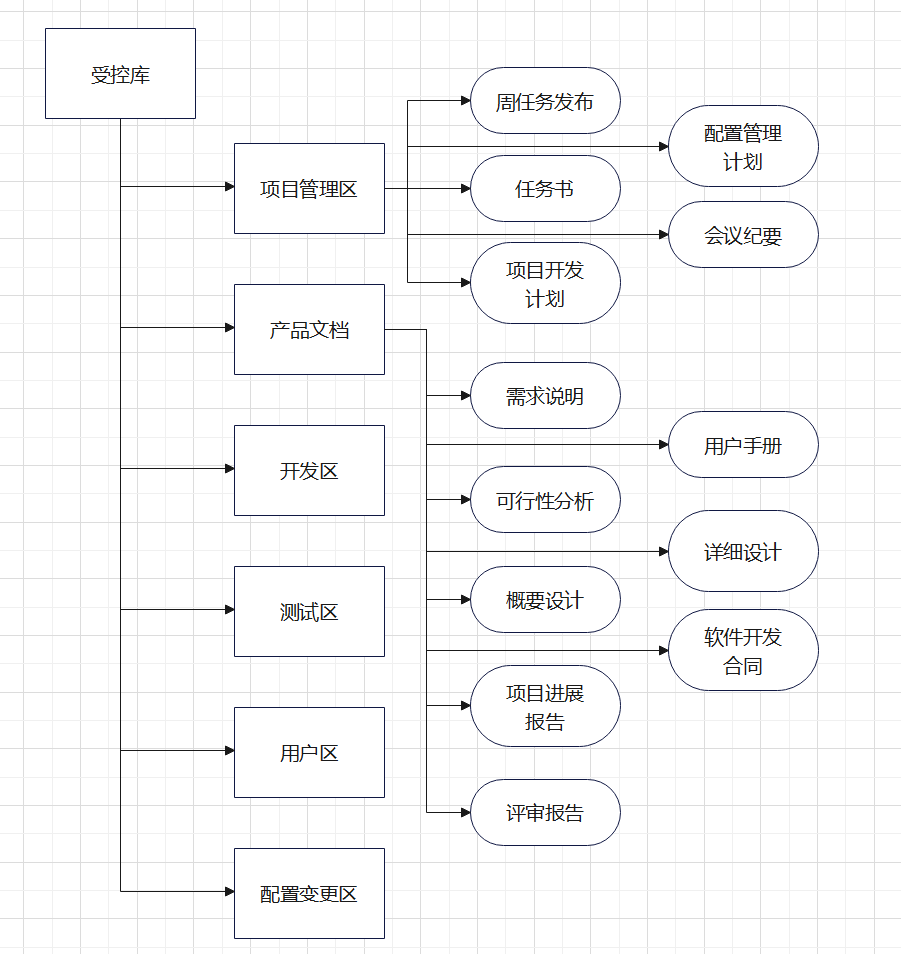 受控库
项目管理区
周任务发布
配置管理
计划
任务书
会议纪要
项目开发
计划
产品文档
需求说明
用户手册
可行性分析
详细设计
概要设计
软件开发
合同
项目进展
报告
评审报告
开发区
测试区
用户区
配置变更区